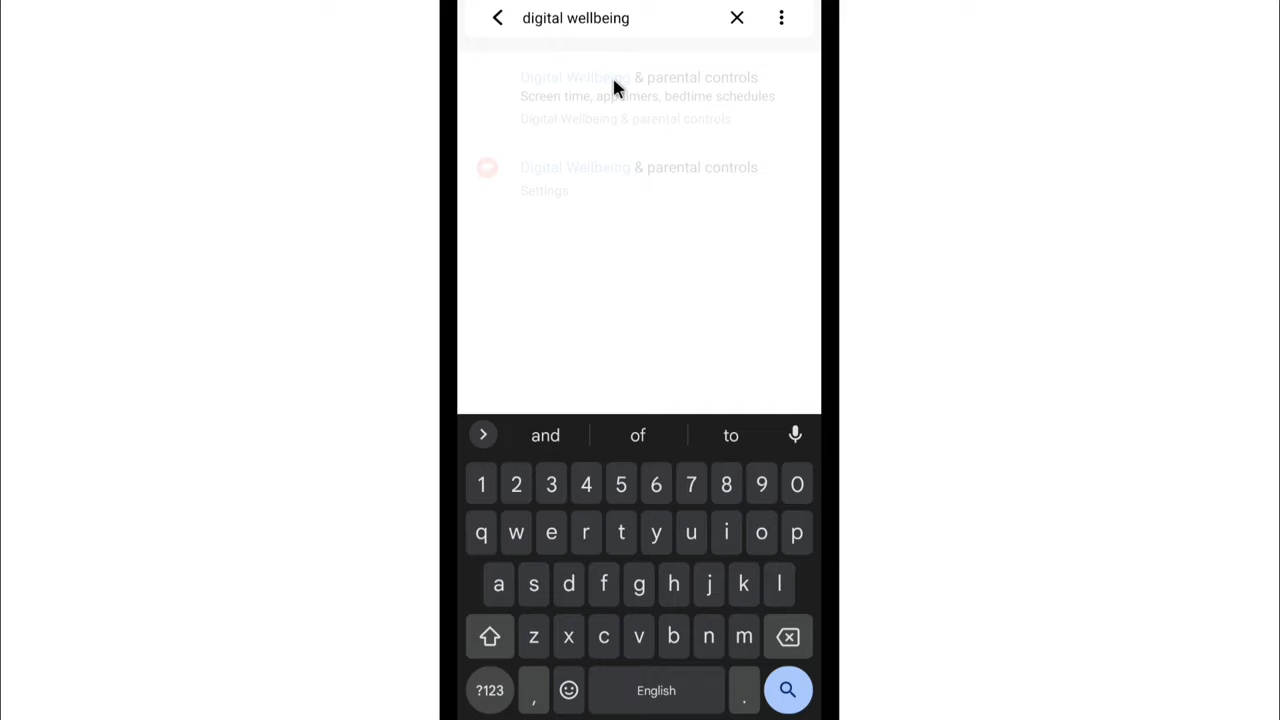 digital wellbeing
Digital Wellbeing & parental controls
Screen time, app timers, bedtime schedules
Digital Wellbeing & parental controls
Digital Wellbeing & parental controls
Settings
and of to
1 2 3 4 5 6 7 8 9 0
q w e r t y u i o p
a s d f g h j k l
z x c v b n m
?123 , English .